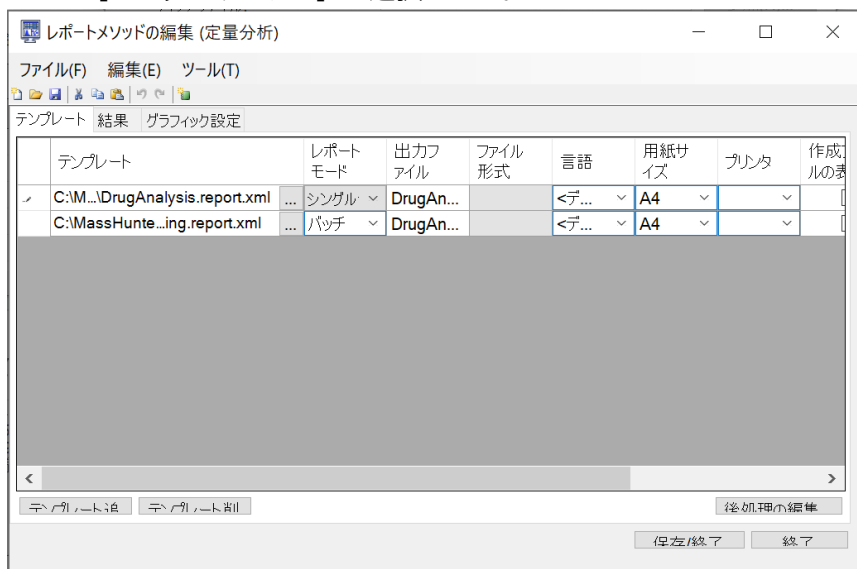 レポートメソッドの編集 (定量分析)
ファイル(F) 編集(E) ツール(T)
テンプレート 結果 グラフィック設定
テンプレート レポートモード 出力ファイル ファイル形式 言語 用紙サイズ プリンタ
C:\M...\DrugAnalysis.report.xml ... シングル DrugAn... <デ... A4
C:\MassHunte...ing.report.xml ... バッチ DrugAn... <デ... A4
テンプレート追 テンプレート削 後処理の編集
保存/終了 終了